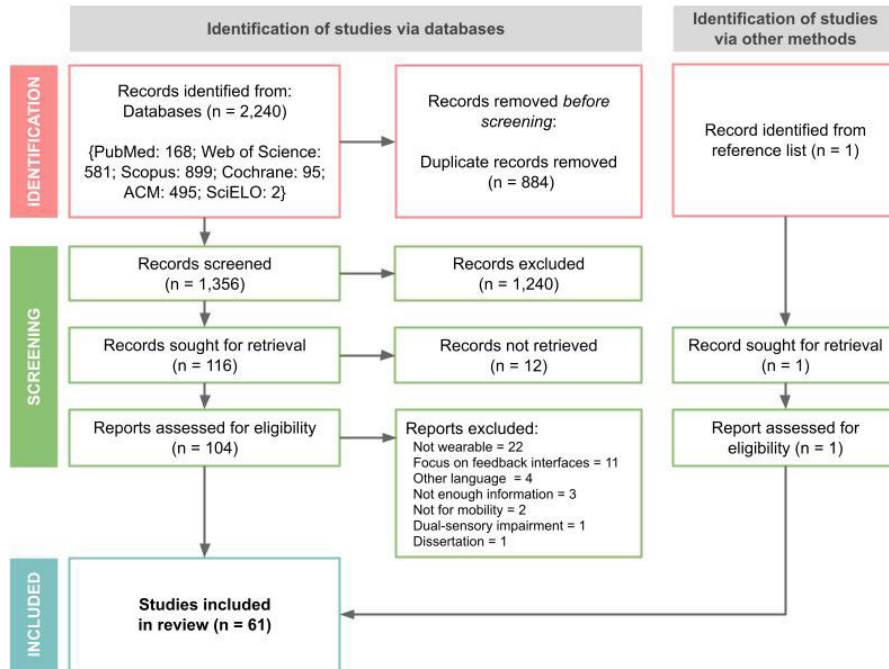 Identification of studies via databases
Identification of studies
via other methods
IDENTIFICATION
Records identified from:
Databases (n = 2,240)
{PubMed: 168; Web of Science:
581; Scopus: 899; Cochrane: 95;
ACM: 495; SciELO: 2}
Records removed before
screening:
Duplicate records removed
(n = 884)
Record identified from
reference list (n = 1)
SCREENING
Records screened
(n = 1,356)
Records excluded
(n = 1,240)
Records sought for retrieval
(n = 116)
Records not retrieved
(n = 12)
Record sought for retrieval
(n = 1)
Reports assessed for eligibility
(n = 104)
Reports excluded:
Not wearable = 22
Focus on feedback interfaces = 11
Other language = 4
Not enough information = 3
Not for mobility = 2
Dual-sensory impairment = 1
Dissertation = 1
Report assessed for
eligibility (n = 1)
INCLUDED
Studies included
in review (n = 61)